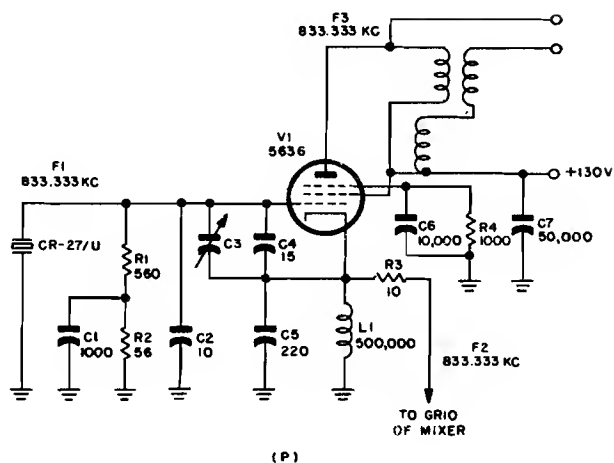 F3
833.333 KC
V1
5636
F1
833.333 KC
+130V
CR-27/U
R1
560
C3
C4
15
C6
10,000
R4
1000
C7
50,000
R3
10
C1
1000
R2
56
C2
10
C5
220
L1
500,000
F2
833.333 KC
TO GRID
OF MIXER
(P)